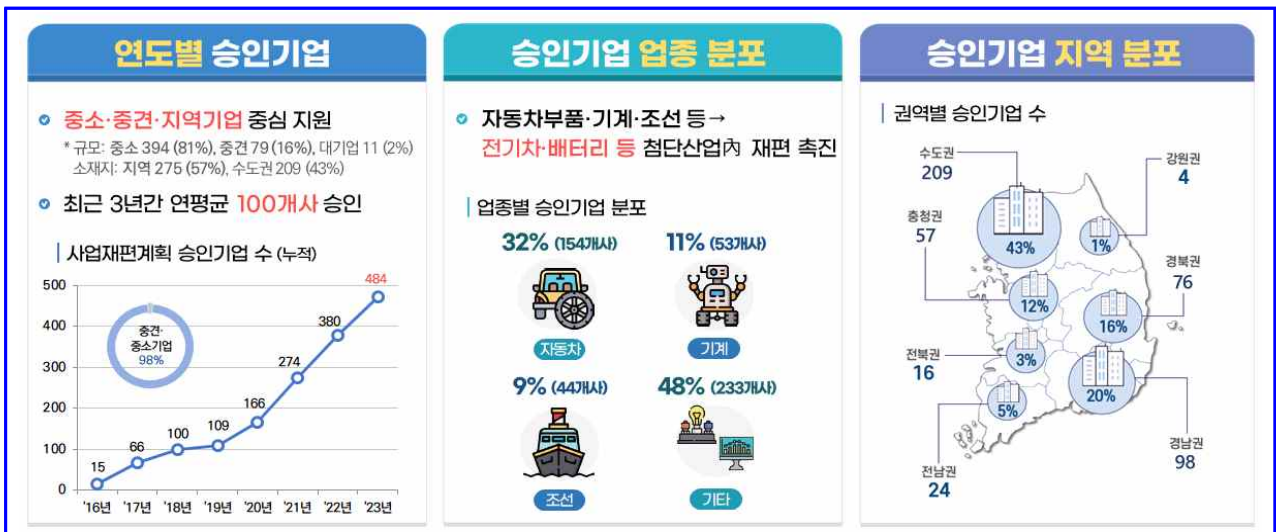 연도별 승인기업
중소·중견·지역기업 중심 지원
* 규모: 중소 394 (81%), 중견 79 (16%), 대기업 11 (2%)
소재지: 지역 275 (57%), 수도권 209 (43%)
최근 3년간 연평균 100개사 승인
사업재편계획 승인기업 수 (누적)
500
400
300
200
100
0
중견·
중소기업
98%
15
66
100
109
166
274
380
484
'16년 '17년 '18년 '19년 '20년 '21년 '22년 '23년
승인기업 업종 분포
자동차부품·기계·조선 등→
전기차·배터리 등 첨단산업內 재편 촉진
업종별 승인기업 분포
32% (154개사)
자동차
11% (53개사)
기계
9% (44개사)
조선
48% (233개사)
기타
승인기업 지역 분포
권역별 승인기업 수
수도권
209
43%
강원권
4
1%
충청권
57
12%
경북권
76
16%
전북권
16
3%
전남권
24
5%
경남권
98
20%